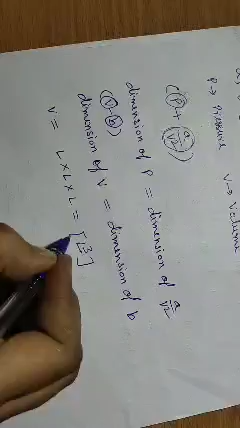 P → Pressure V → Volume
(P + a/V²)
dimension of P = dimension of a/V²
(V-b)
dimension of V = dimension of b
V = L×L×L = [L³]